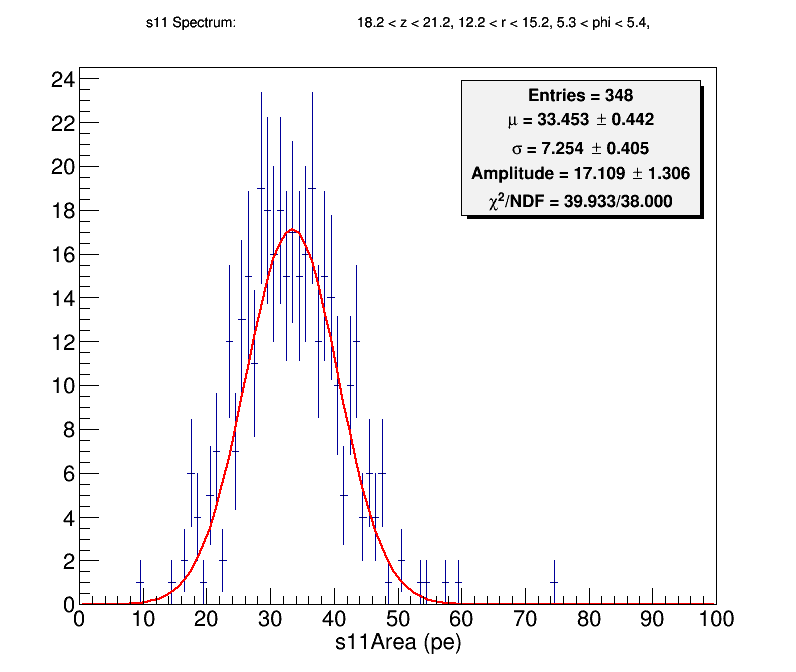 s11 Spectrum: 18.2 < z < 21.2, 12.2 < r < 15.2, 5.3 < phi < 5.4,
Entries = 348
μ = 33.453 ± 0.442
σ = 7.254 ± 0.405
Amplitude = 17.109 ± 1.306
χ²/NDF = 39.933/38.000
24
22
20
18
16
14
12
10
8
6
4
2
0
0 10 20 30 40 50 60 70 80 90 100
s11Area (pe)